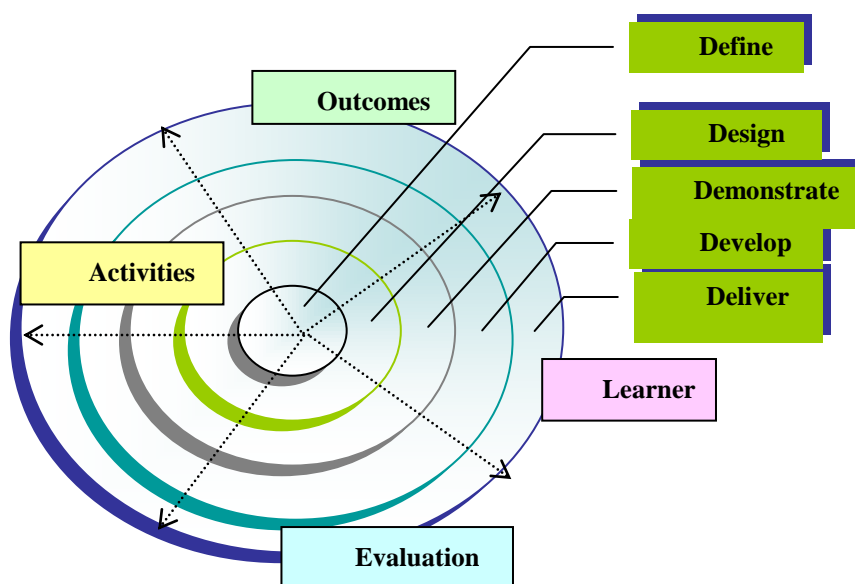 Define
Outcomes
Design
Demonstrate
Develop
Activities
Deliver
Learner
Evaluation